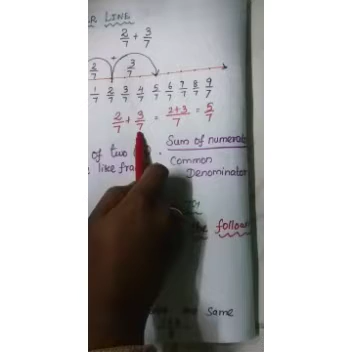 LINE
2/7 + 3/7
2/7 3/7
1/7 2/7 3/7 4/7 5/7 6/7 7/7 8/7 9/7
2/7 + 3/7 = 2+3/7 = 5/7
of two = Sum of numerat
like fra Common
Denominator
the follow
same